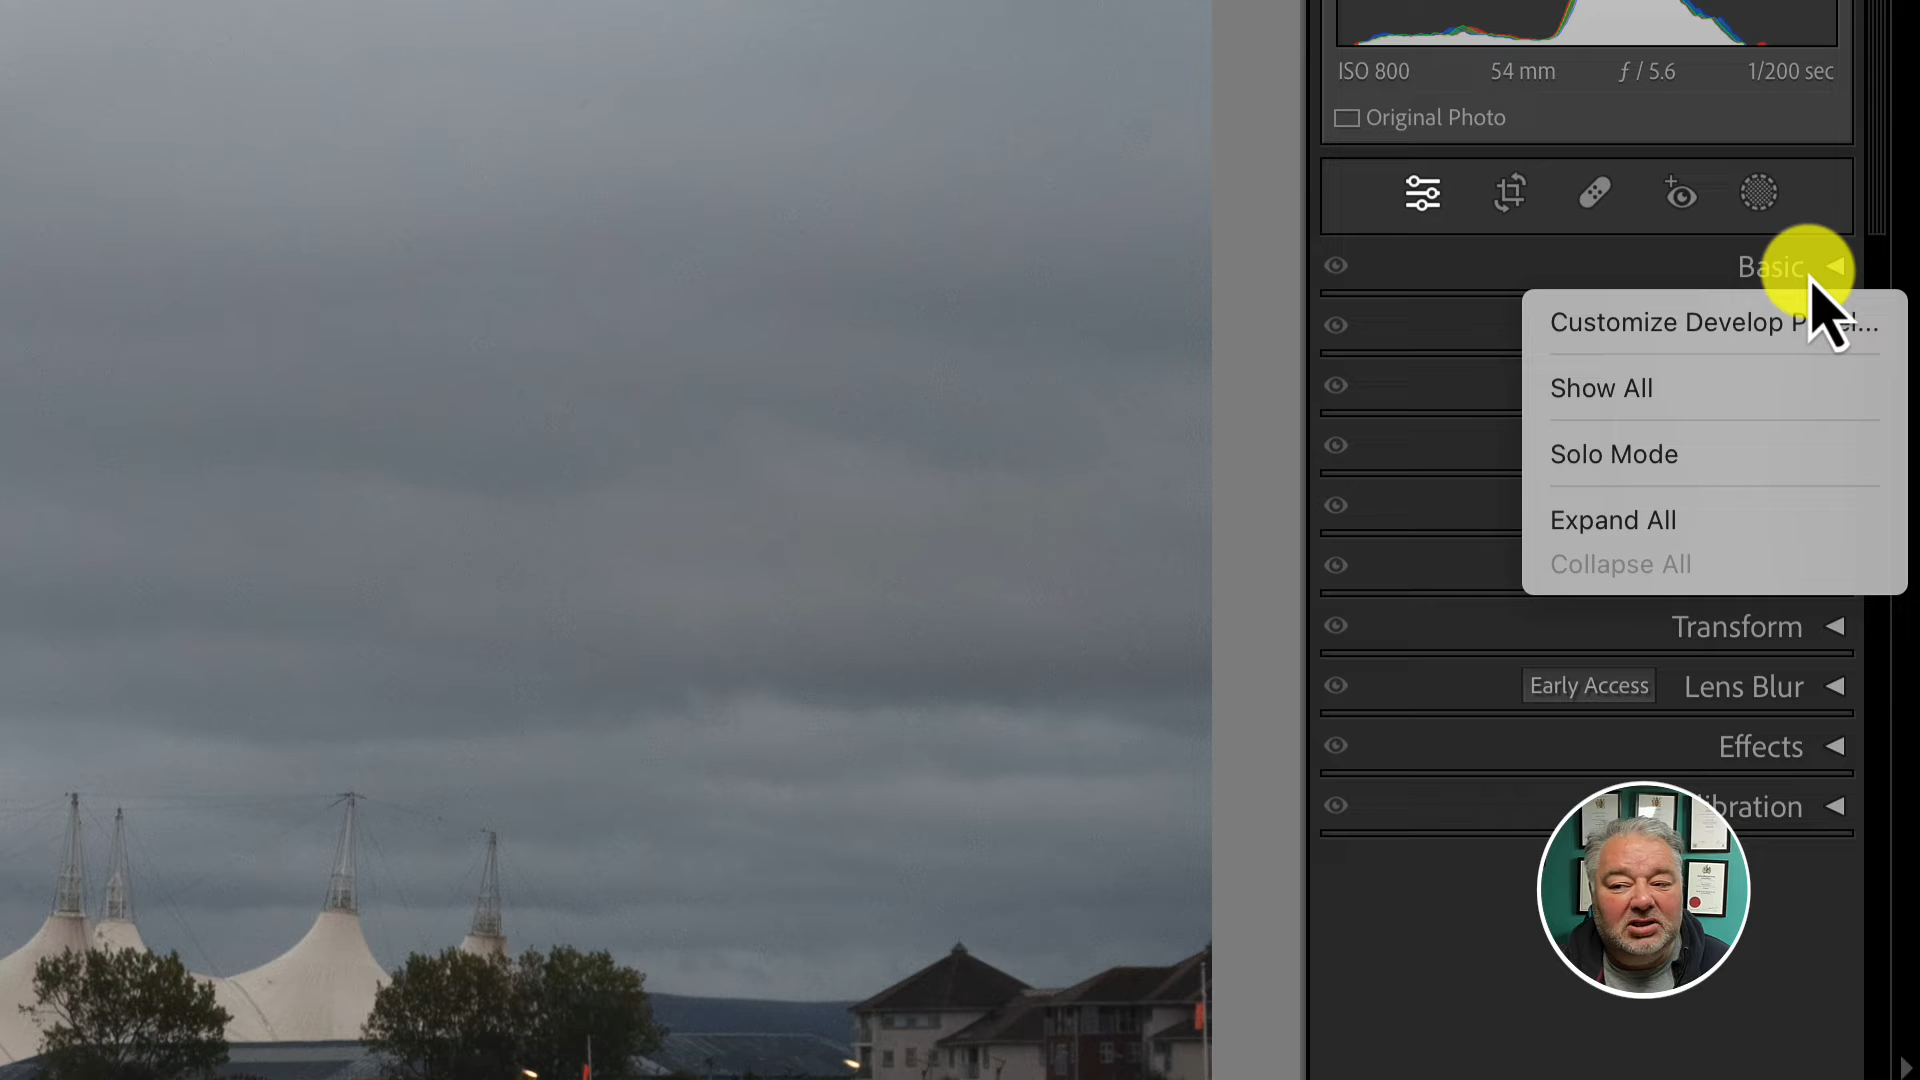 ISO 800 54 mm ƒ / 5.6 1/200 sec
Original Photo
Basic
Customize Develop
Show All
Solo Mode
Expand All
Collapse All
Transform
Early Access Lens Blur
Effects